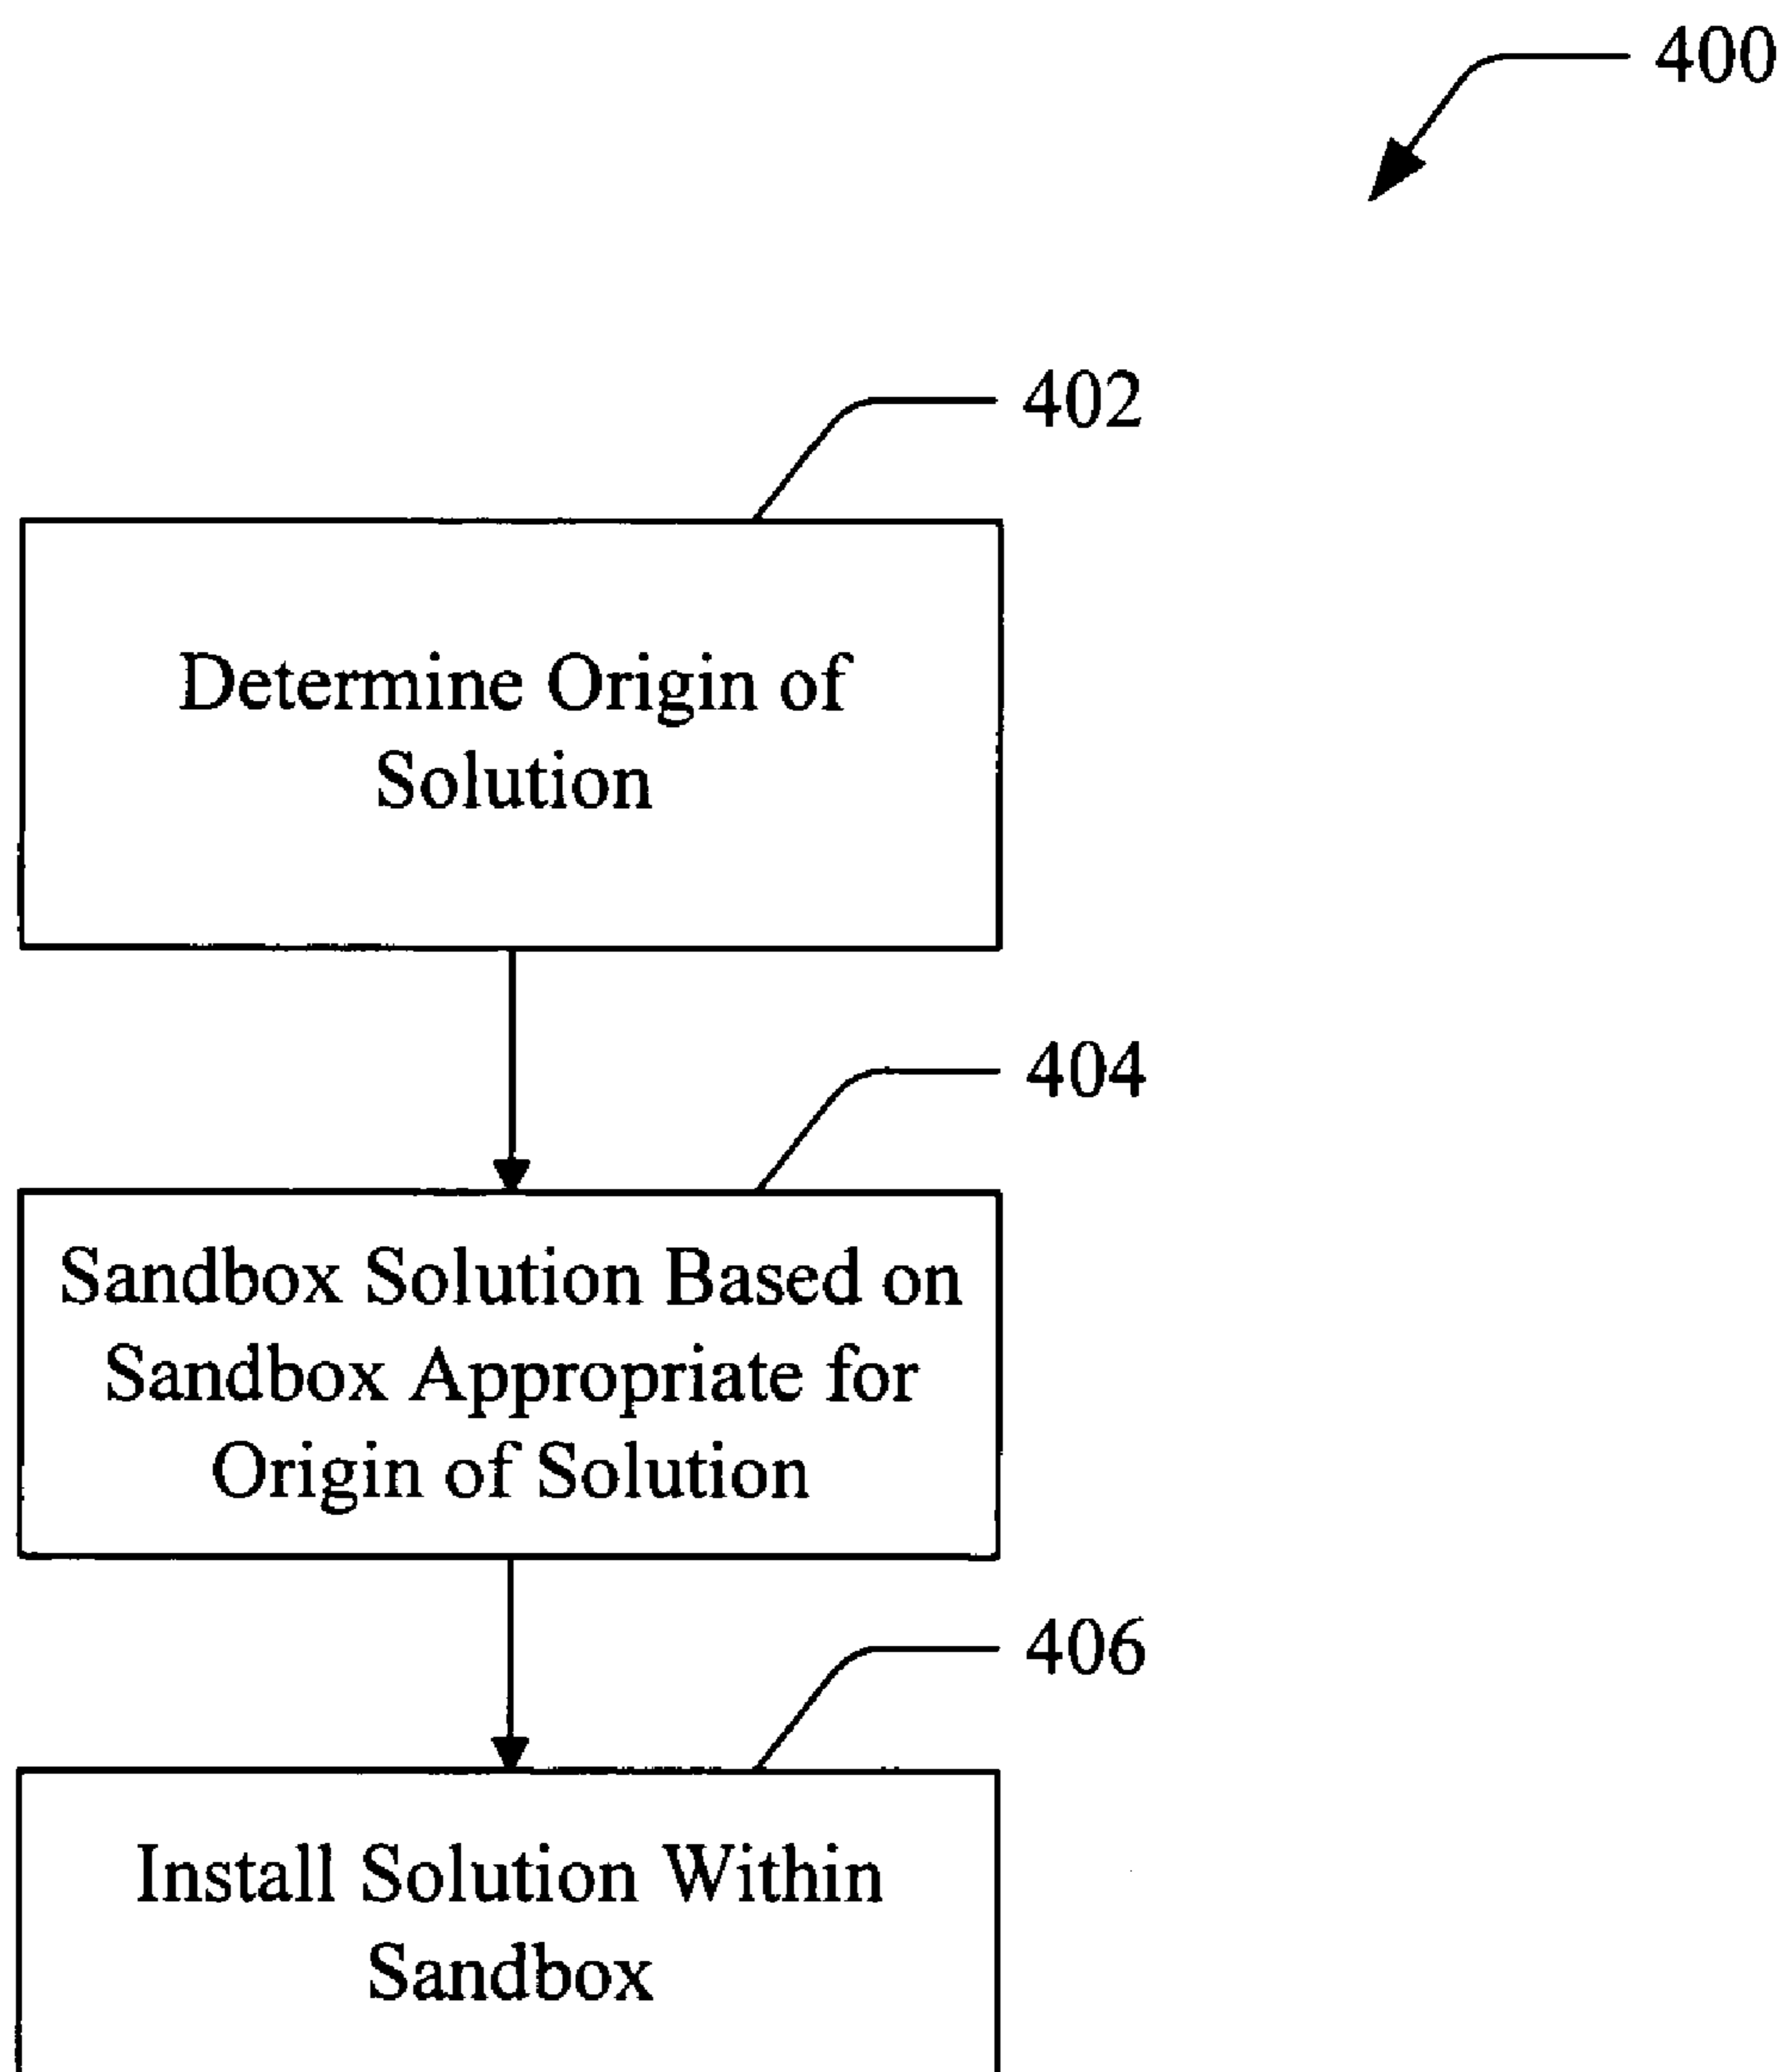 400
402
Determine Origin of
Solution
404
Sandbox Solution Based on
Sandbox Appropriate for
Origin of Solution
406
Install Solution Within
Sandbox